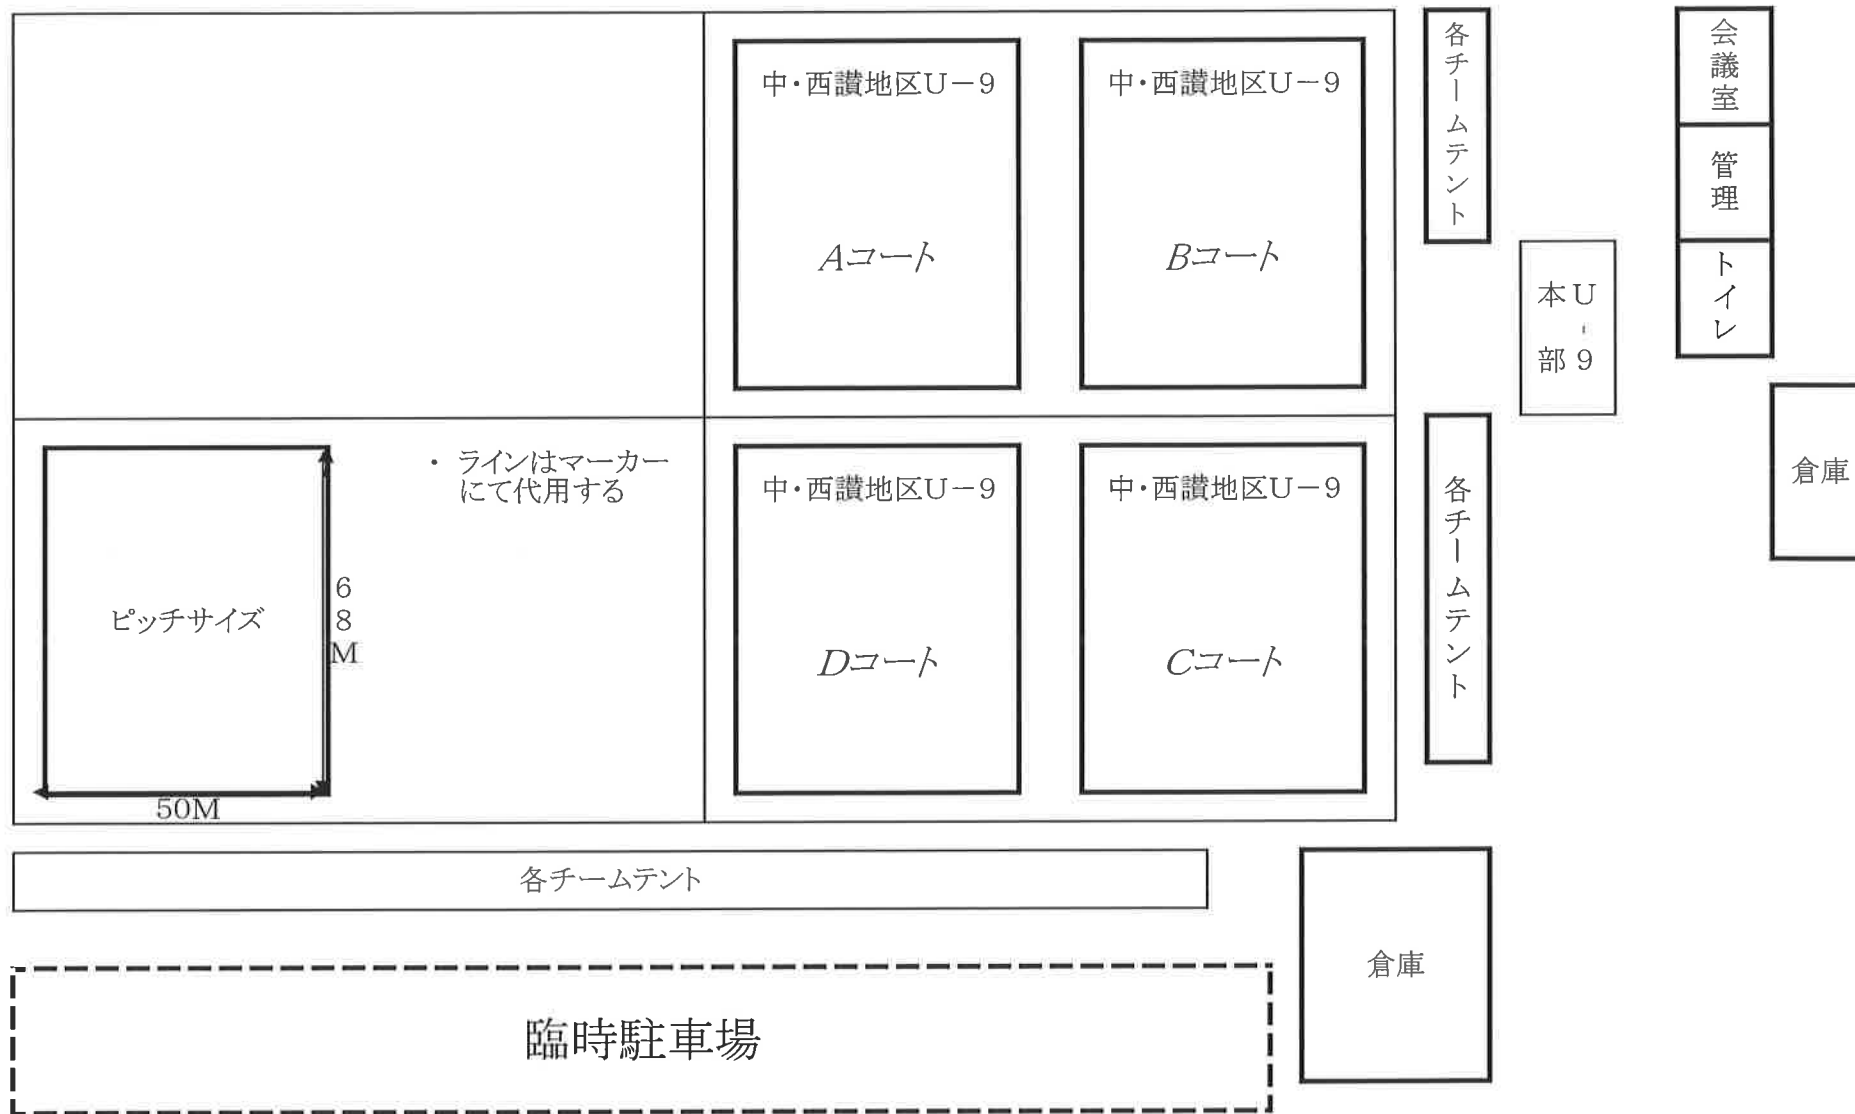 中・西讃地区U－9
Aコート
中・西讃地区U－9
Bコート
各チームテント
会議室
管理
トイレ
U-9
本部
倉庫
・ ラインはマーカー
にて代用する
ピッチサイズ
68M
50M
中・西讃地区U－9
Dコート
中・西讃地区U－9
Cコート
各チームテント
各チームテント
倉庫
臨時駐車場